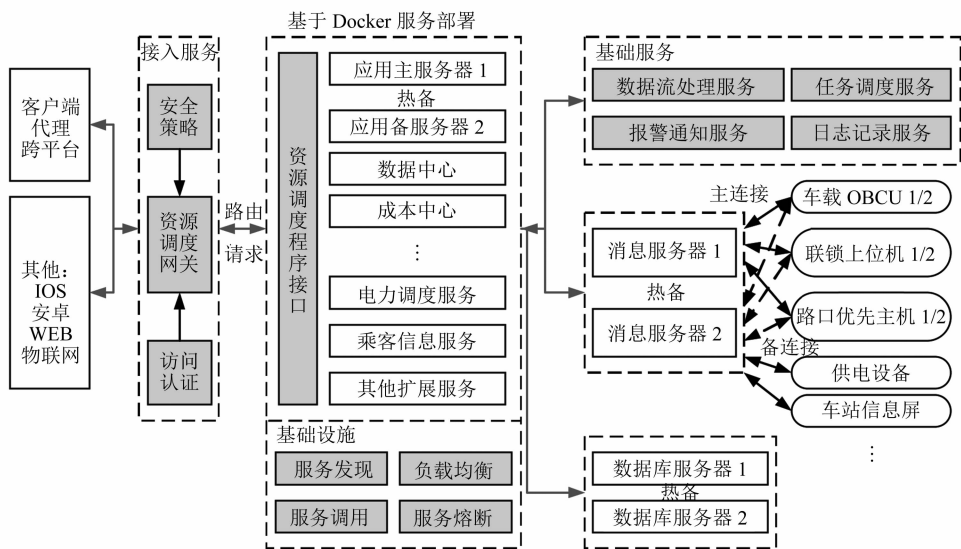 基于 Docker 服务部署
客户端
代理
跨平台
其他：
IOS
安卓
WEB
物联网
接入服务
安全
策略
资源
调度
网关
访问
认证
路由
请求
资源调度程序接口
应用主服务器 1
热备
应用备服务器 2
数据中心
成本中心
⋮
电力调度服务
乘客信息服务
其他扩展服务
基础设施
服务发现
负载均衡
服务调用
服务熔断
基础服务
数据流处理服务
任务调度服务
报警通知服务
日志记录服务
消息服务器 1
热备
消息服务器 2
主连接
备连接
车载 OBCU 1/2
联锁上位机 1/2
路口优先主机 1/2
供电设备
车站信息屏
⋮
数据库服务器 1
热备
数据库服务器 2